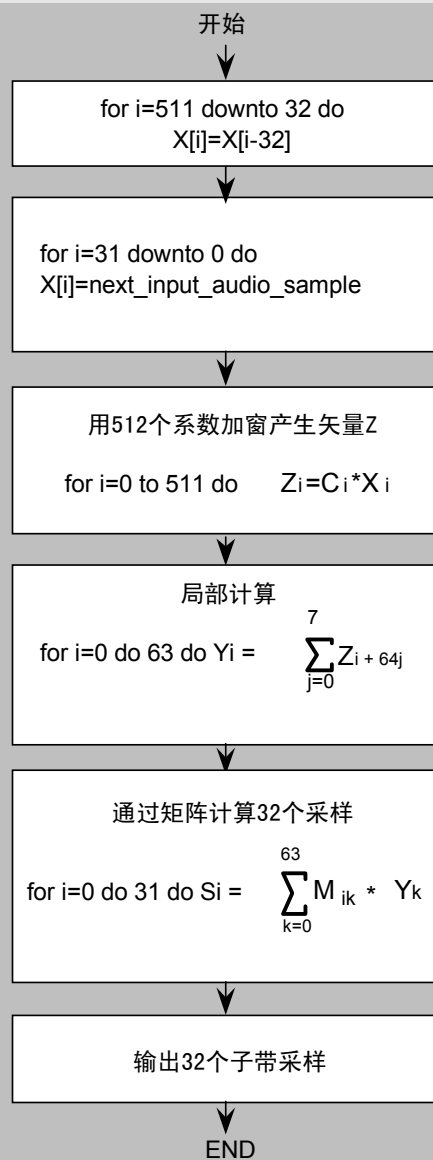 开始
for i=511 downto 32 do
X[i]=X[i-32]
for i=31 downto 0 do
X[i]=next_input_audio_sample
用512个系数加窗产生矢量Z
for i=0 to 511 do Zi=Ci*Xi
局部计算
7
for i=0 do 63 do Yi = ∑Zi + 64j
j=0
通过矩阵计算32个采样
63
for i=0 do 31 do Si = ∑M ik * Yk
k=0
输出32个子带采样
END